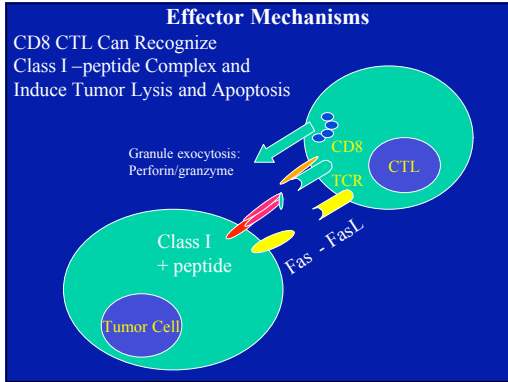 Effector Mechanisms
CD8 CTL Can Recognize
Class I –peptide Complex and
Induce Tumor Lysis and Apoptosis
Granule exocytosis:
Perforin/granzyme
CD8
TCR
CTL
Class I
+ peptide
Fas - FasL
Tumor Cell